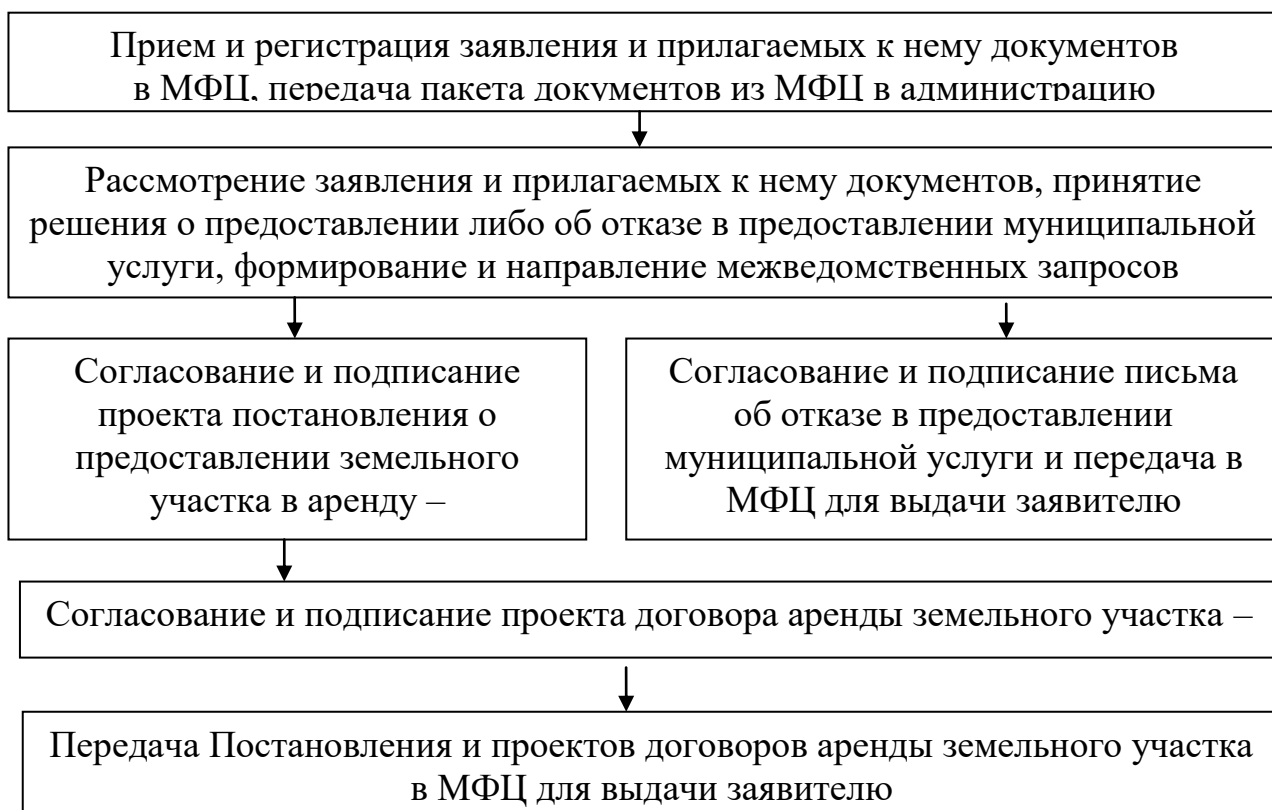 Прием и регистрация заявления и прилагаемых к нему документов
в МФЦ, передача пакета документов из МФЦ в администрацию
Рассмотрение заявления и прилагаемых к нему документов, принятие
решения о предоставлении либо об отказе в предоставлении муниципальной
услуги, формирование и направление межведомственных запросов
Согласование и подписание
проекта постановления о
предоставлении земельного
участка в аренду –
Согласование и подписание письма
об отказе в предоставлении
муниципальной услуги и передача в
МФЦ для выдачи заявителю
Согласование и подписание проекта договора аренды земельного участка –
Передача Постановления и проектов договоров аренды земельного участка
в МФЦ для выдачи заявителю